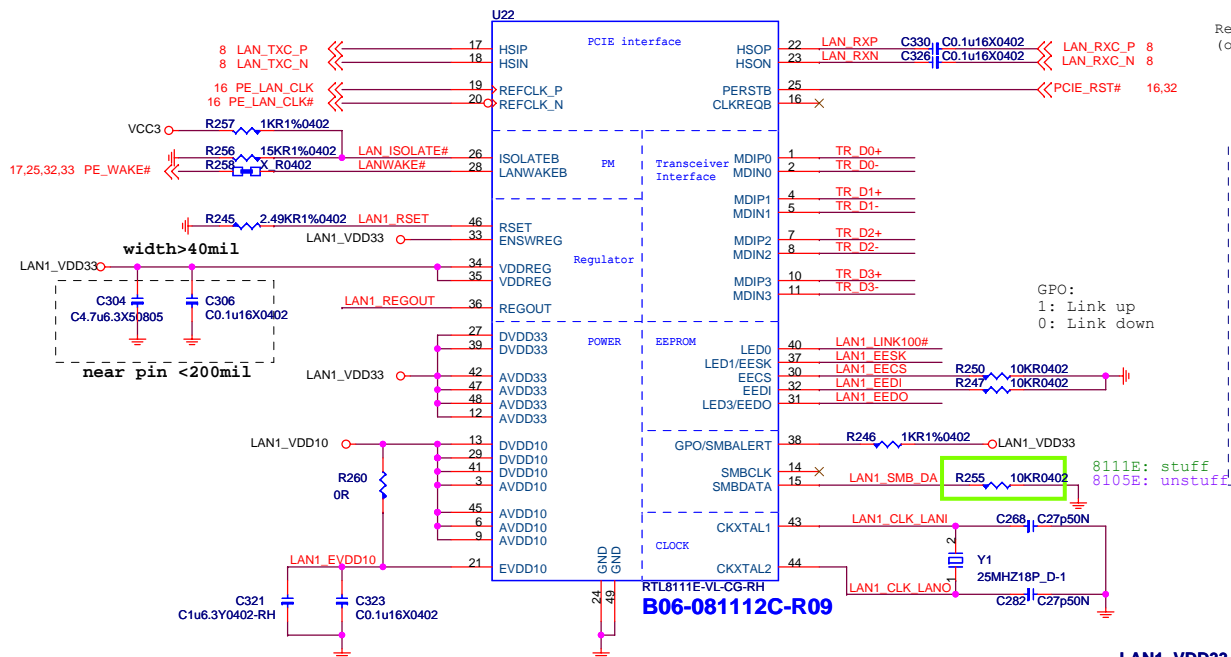 U22
Re
(o
PCIE interface
8 LAN_TXC_P 17 HSIP
8 LAN_TXC_N 18 HSIN
16 PE_LAN_CLK 19 REFCLK_P
16 PE_LAN_CLK# 20 REFCLK_N
HSOP 22 LAN_RXP C330 C0.1u16X0402 LAN_RXC_P 8
HSON 23 LAN_RXN C326 C0.1u16X0402 LAN_RXC_N 8
PERSTB 25 PCIE_RST# 16,32
CLKREQB 16
VCC3 R257 1KR1%0402
R256 15KR1%0402 LAN_ISOLATE# 26 ISOLATEB
17,25,32,33 PE_WAKE# R258 X_R0402 LANWAKE# 28 LANWAKEB
PM
Transceiver
Interface
MDIP0 1 TR_D0+
MDIN0 2 TR_D0-
MDIP1 4 TR_D1+
MDIN1 5 TR_D1-
MDIP2 7 TR_D2+
MDIN2 8 TR_D2-
MDIP3 10 TR_D3+
MDIN3 11 TR_D3-
R245 2.49KR1%0402 LAN1_RSET 46 RSET
LAN1_VDD33 33 ENSWREG
width>40mil
Regulator
LAN1_VDD33 34 VDDREG
35 VDDREG
C304
C4.7u6.3X50805
C306
C0.1u16X0402
near pin <200mil
LAN1_REGOUT 36 REGOUT
GPO:
1: Link up
0: Link down
POWER
EEPROM
27 DVDD33
39 DVDD33
LAN1_VDD33 42 AVDD33
47 AVDD33
48 AVDD33
12 AVDD33
LED0 40 LAN1_LINK100#
LED1/EESK 37 LAN1_EESK
EECS 30 LAN1_EECS R250 10KR0402
EEDI 32 LAN1_EEDI R247 10KR0402
LED3/EEDO 31 LAN1_EEDO
LAN1_VDD10 13 DVDD10
29 DVDD10
41 DVDD10
3 AVDD10
45 AVDD10
6 AVDD10
9 AVDD10
R260
0R
GPO/SMBALERT 38 R246 1KR1%0402 LAN1_VDD33
SMBCLK 14
SMBDATA 15 LAN1_SMB_DA R255 10KR0402
8111E: stuff
8105E: unstuff
CLOCK
CKXTAL1 43 LAN1_CLK_LANI C268 C27p50N
2 Y1
1 25MHZ18P_D-1
CKXTAL2 44 LAN1_CLK_LANO C282 C27p50N
LAN1_EVDD10 21 EVDD10
C321
C1u6.3Y0402-RH
C323
C0.1u16X0402
GND
GND
24
49
RTL8111E-VL-CG-RH
B06-081112C-R09
LAN1_VDD33